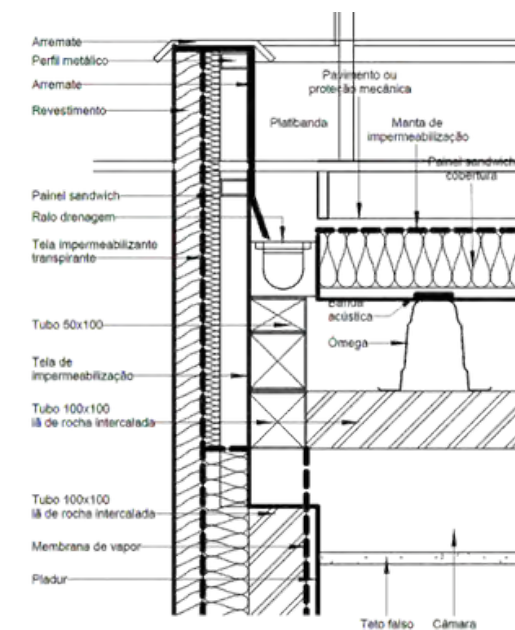 Arremate
Perfil metálico
Arremate
Revestimento
Pavimento ou
proteção mecânica
Platibanda
Manta de
impermeabilização
Painel sandwich
cobertura
Painel sandwich
Ralo drenagem
Tela impermeabilizante
transpirante
Tubo 50x100
Banda
acústica
Ómega
Tela de
impermeabilização
Tubo 100x100
lã de rocha intercalada
Tubo 100x100
lã de rocha intercalada
Membrana de vapor
Pladur
Teto falso
Câmara